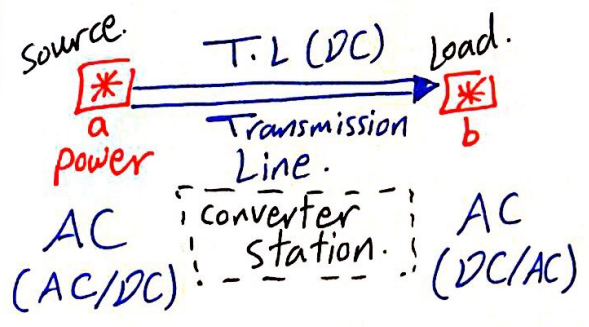 Source.
T.L (DC)
Load.
a
Transmission
b
power
Line.
AC
converter
AC
station.
(AC/DC)
(DC/AC)